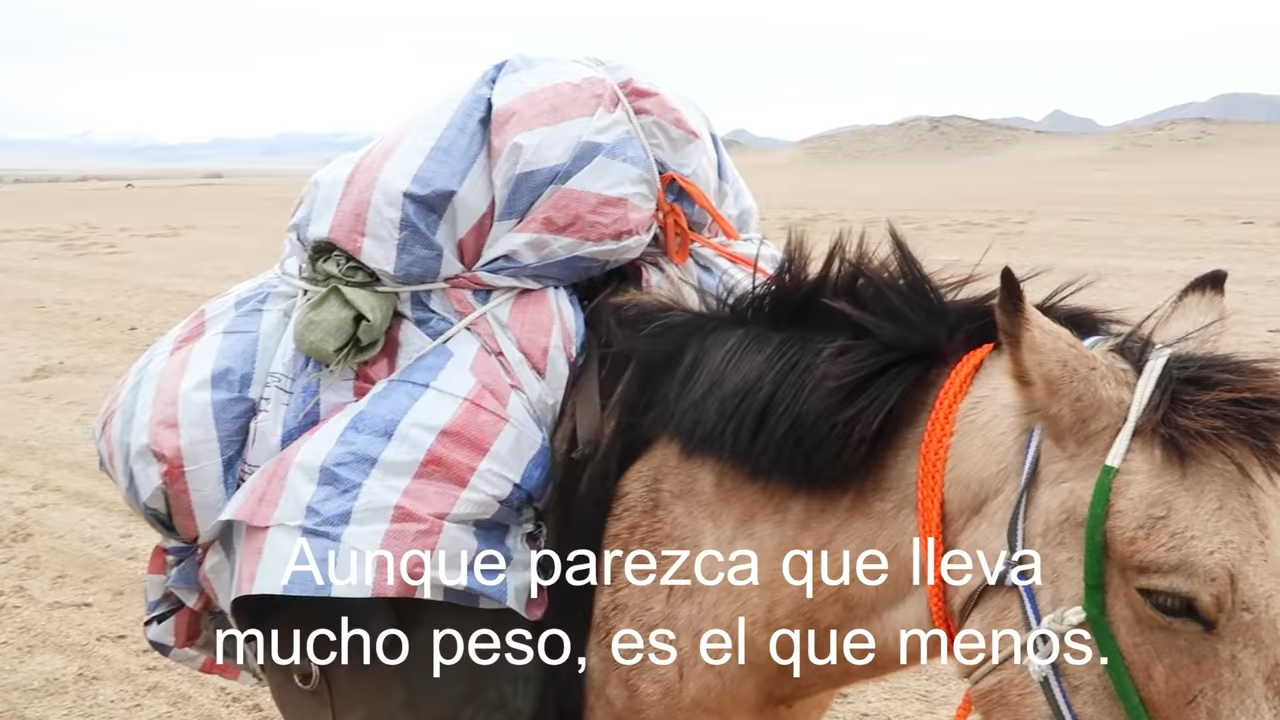 Aunque parezca que lleva
mucho peso, es el que menos.